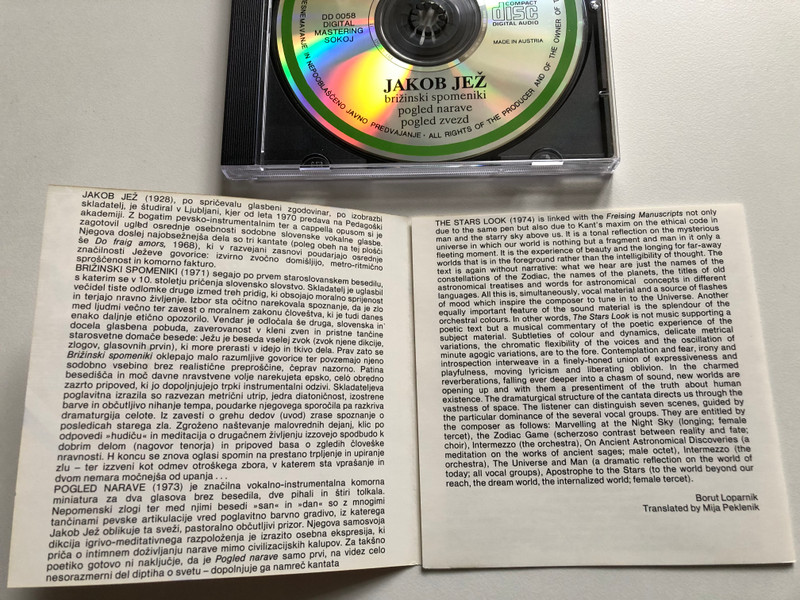 COMPACT
disc
DIGITAL AUDIO
DD 0058
DIGITAL
MASTERING
SOKOJ
MADE IN AUSTRIA
JAKOB JEŽ
brižinski spomeniki
pogled narave
pogled zvezd
NEPOOBLAŠČENO JAVNO PREDVAJANJE · ALL RIGHTS OF THE PRODUCER AND OF THE OWNER OF
JAKOB JEŽ (1928), po spričevalu glasbeni zgodovinar, po izobrazbi
skladatelj, je študiral v Ljubljani, kjer od leta 1970 predava na Pedagoški
akademiji. Z bogatim pevsko-instrumentalnim ter a cappella opusom si je
zagotovil ugled osrednje osebnosti sodobne slovenske vokalne glasbe.
Njegova doslej najobsežnejša dela so tri kantate (poleg obeh na tej plošči
še Do fraig amors, 1968), ki v razvejani zasnovi poudarjajo osrednje
značilnosti Ježeve govorice: izvirno zvočno domišljijo, metro-ritmično
sproščenost in komorno fakturo.
BRIŽINSKI SPOMENIKI (1971) segajo po prvem staroslovanskem besedilu,
s katerim se v 10. stoletju pričenja slovensko slovstvo. Skladatelj je uglasbil
večidel tiste odlomke drugo izmed treh pridig, ki obsojajo moralno sprijenost
in terjajo nravno življenje. Izbor sta očitno narekovala spoznanje, da je zlo
med ljudmi večno ter zavest o moralnem zakonu človeštva, ki je tudi danes
enako daljnje etično opozorilo. Vendar je odločala še druga, slovenska in
docela glasbena pobuda, zaverovanost v kleni zven in pristne tančine
starosvetne domače besede: Ježu je beseda vselej zvok (zvok njene dikcije,
zlogov, glasovnih prvin), ki more prerasti v idejo in tkivo dela. Prav zato se
Brižinski spomeniki oklepajo malo razumljive govorice ter povzemajo njeno
sodobno vsebino brez realistične preproščine, čeprav nazorno. Patina
besedišča in moč davne nravstvene volje narekujeta epsko, celo obredno
zazrto pripoved, ki jo dopolnjujejo trpki instrumentalni odzivi. Skladateljeva
poglavitna izrazila so razvezan metrični utrip, jedra diatoničnost, izostrene
barve in občutljivo nihanje tempa, poudarke njegovega sporočila pa razkriva
dramaturgija celote. Iz zavesti o grehu dedov (uvod) zrase spoznanje o
posledicah starega zla. Zgroženo naštevanje malovrednih dejanj, klic po
odpovedi »hudiču« in meditacija o drugačnem življenju izzovejo spodbudo k
dobrim delom (nagovor tenorja) in pripoved basa o zgledih človeške
nravnosti. H koncu se znova oglasi spomin na prestano trpljenje in upiranje
zlu – ter izzveni kot odmev otroškega zbora, v katerem sta vprašanje in
dvom nemara močnejša od upanja . . .
POGLED NARAVE (1973) je značilna vokalno-instrumentalna komorna
miniatura za dva glasova brez besedila, dve pihali in štiri tolkala.
Nepomenski zlogi ter med njimi besedi »san« in »dan« so z mnogimi
tančinami pevske artikulacije vred poglavitno barvno gradivo, iz katerega
Jakob Jež oblikuje ta sveži, pastoralno občutljivi prizor. Njegova samosvoja
dikcija igrivo-meditativnega razpoloženja je izrazito osebna ekspresija, ki
priča o intimnem doživljanju narave mimo civilizacijskih kalupov. Za takšno
poetiko gotovo ni naključje, da je Pogled narave samo prvi, na videz celo
nesorazmerni del diptiha o svetu – dopolnjuje ga namreč kantata
THE STARS LOOK (1974) is linked with the Freising Manuscripts not only
due to the same pen but also due to Kant's maxim on the ethical code in
man and the starry sky above us. It is a tonal reflection on the mysterious
universe in which our world is nothing but a fragment and man in it only a
fleeting moment. It is the experience of beauty and the longing for far-away
worlds that is in the foreground rather than the intelligibility of thought. The
text is again without narrative: what we hear are just the names of the
constellations of the Zodiac, the names of the planets, the titles of old
astronomical treatises and words for astronomical concepts in different
languages. All this is, simultaneously, vocal material and a source of flashes
of mood which inspire the composer to tune in to the Universe. Another
equally important feature of the sound material is the splendour of the
orchestral colours. In other words, The Stars Look is not music supporting a
poetic text but a musical commentary of the poetic experience of the
subject material. Subtleties of colour and dynamics, delicate metrical
variations, the chromatic flexibility of the voices and the oscillation of
minute agogic variations, are to the fore. Contemplation and fear, irony and
introspection interweave in a finely-honed union of expressiveness and
playfulness, moving lyricism and liberating oblivion. In the charmed
reverberations, falling ever deeper into a chasm of sound, new worlds are
opening up and with them a presentiment of the truth about human
existence. The dramaturgical structure of the cantata directs us through the
vastness of space. The listener can distinguish seven scenes, guided by
the particular dominance of the several vocal groups. They are entitled by
the composer as follows: Marvelling at the Night Sky (longing; female
tercet), the Zodiac Game (scherzoso contrast between reality and fate;
choir), Intermezzo (the orchestra), On Ancient Astronomical Discoveries (a
meditation on the works of ancient sages; male octet), Intermezzo (the
orchestra), The Universe and Man (a dramatic reflection on the world of
today; all vocal groups), Apostrophe to the Stars (to the world beyond our
reach, the dream world, the internalized world; female tercet).
Borut Loparnik
Translated by Mija Peklenik